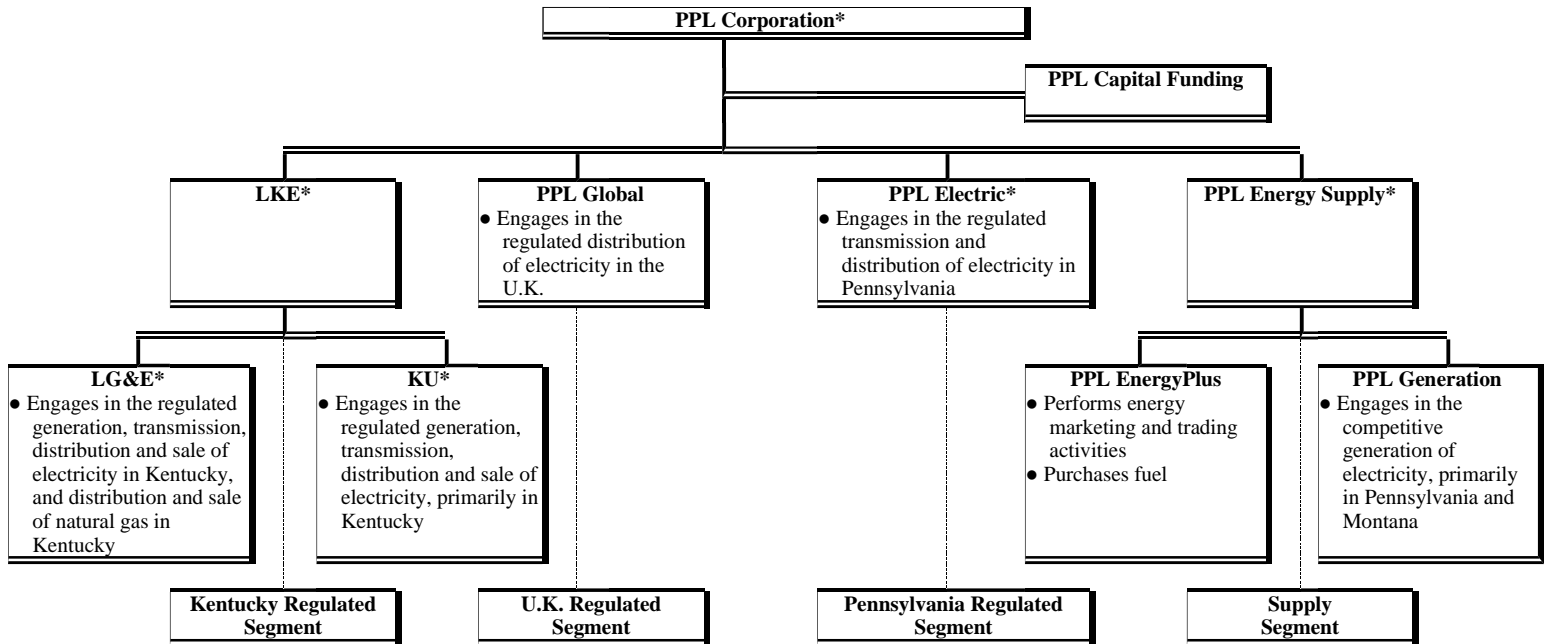 PPL Corporation*
PPL Capital Funding
LKE*
PPL Global
● Engages in the
regulated distribution
of electricity in the
U.K.
PPL Electric*
● Engages in the regulated
transmission and
distribution of electricity in
Pennsylvania
PPL Energy Supply*
LG&E*
● Engages in the regulated
generation, transmission,
distribution and sale of
electricity in Kentucky,
and distribution and sale
of natural gas in
Kentucky
KU*
● Engages in the
regulated generation,
transmission,
distribution and sale of
electricity, primarily in
Kentucky
PPL EnergyPlus
● Performs energy
marketing and trading
activities
● Purchases fuel
PPL Generation
● Engages in the
competitive
generation of
electricity, primarily
in Pennsylvania and
Montana
Kentucky Regulated
Segment
U.K. Regulated
Segment
Pennsylvania Regulated
Segment
Supply
Segment